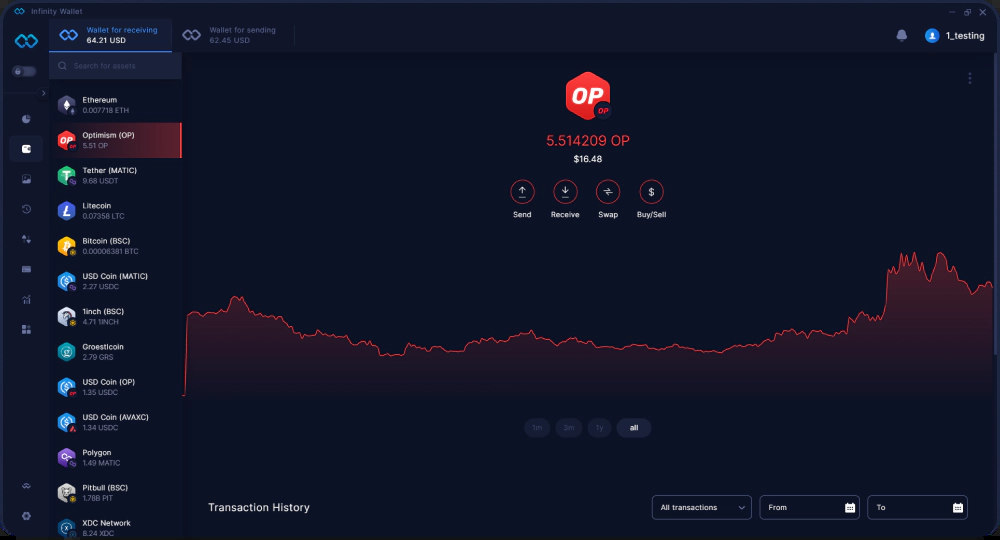 Infinity Wallet
Wallet for receiving
64.21 USD
Wallet for sending
62.45 USD
1_testing
Search for assets
Ethereum
0.007718 ETH
Optimism (OP)
5.51 OP
Tether (MATIC)
9.68 USDT
Litecoin
0.07358 LTC
Bitcoin (BSC)
0.00006381 BTC
USD Coin (MATIC)
2.27 USDC
1inch (BSC)
4.71 1INCH
Groestlcoin
2.79 GRS
USD Coin (OP)
1.35 USDC
USD Coin (AVAXC)
1.34 USDC
Polygon
1.49 MATIC
Pitbull (BSC)
1.78B PIT
XDC Network
8.24 XDC
OP
OP
5.514209 OP
$16.48
Send
Receive
Swap
$
Buy/Sell
1m
3m
1y
all
Transaction History
All transactions
From
To